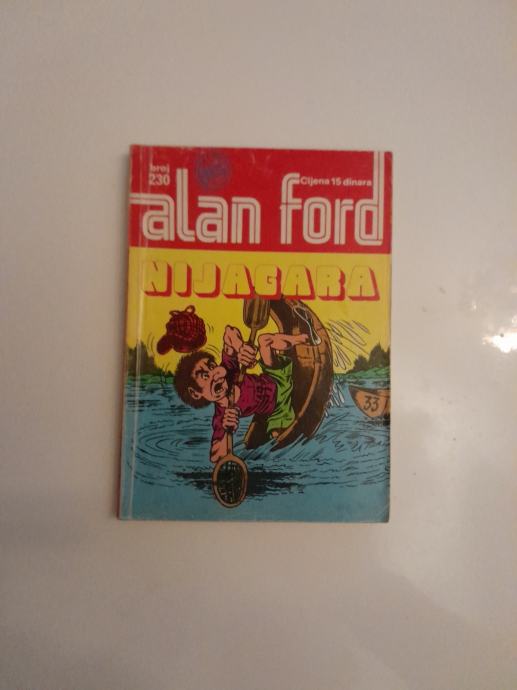 broj
230
Cijena 15 dinara
alan ford
NIJAGARA
33